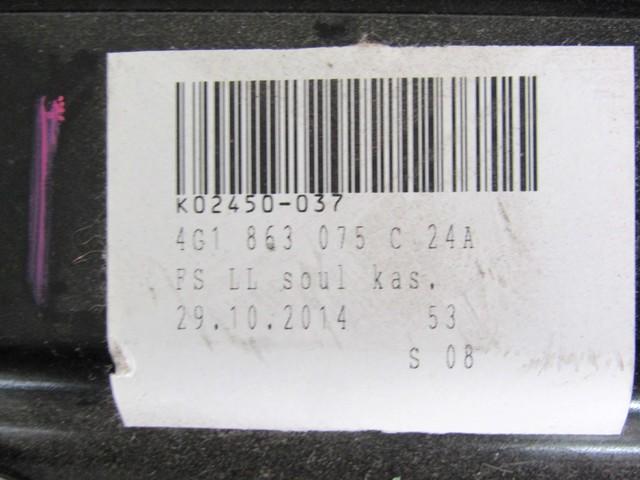 K02450-037
4G1 863 075 C 24A
FS LL soul kas.
29.10.2014 53
S 08